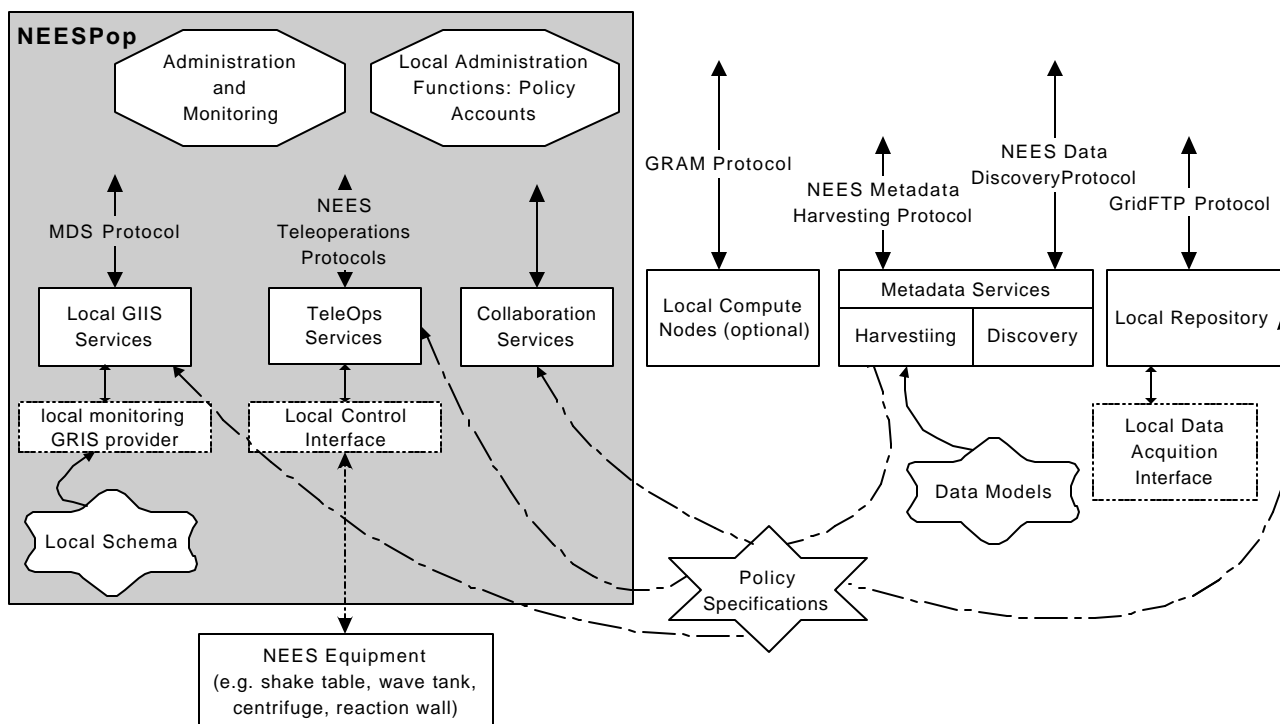 NEESPop
Administration
and
Monitoring
Local Administration
Functions: Policy
Accounts
MDS Protocol
NEES
Teleoperations
Protocols
GRAM Protocol
NEES Metadata
Harvesting Protocol
NEES Data
DiscoveryProtocol
GridFTP Protocol
Local GIIS
Services
TeleOps
Services
Collaboration
Services
Local Compute
Nodes (optional)
Metadata Services
Harvestiing
Discovery
Local Repository
local monitoring
GRIS provider
Local Control
Interface
Local Data
Acquition
Interface
Local Schema
Data Models
Policy
Specifications
NEES Equipment
(e.g. shake table, wave tank,
centrifuge, reaction wall)